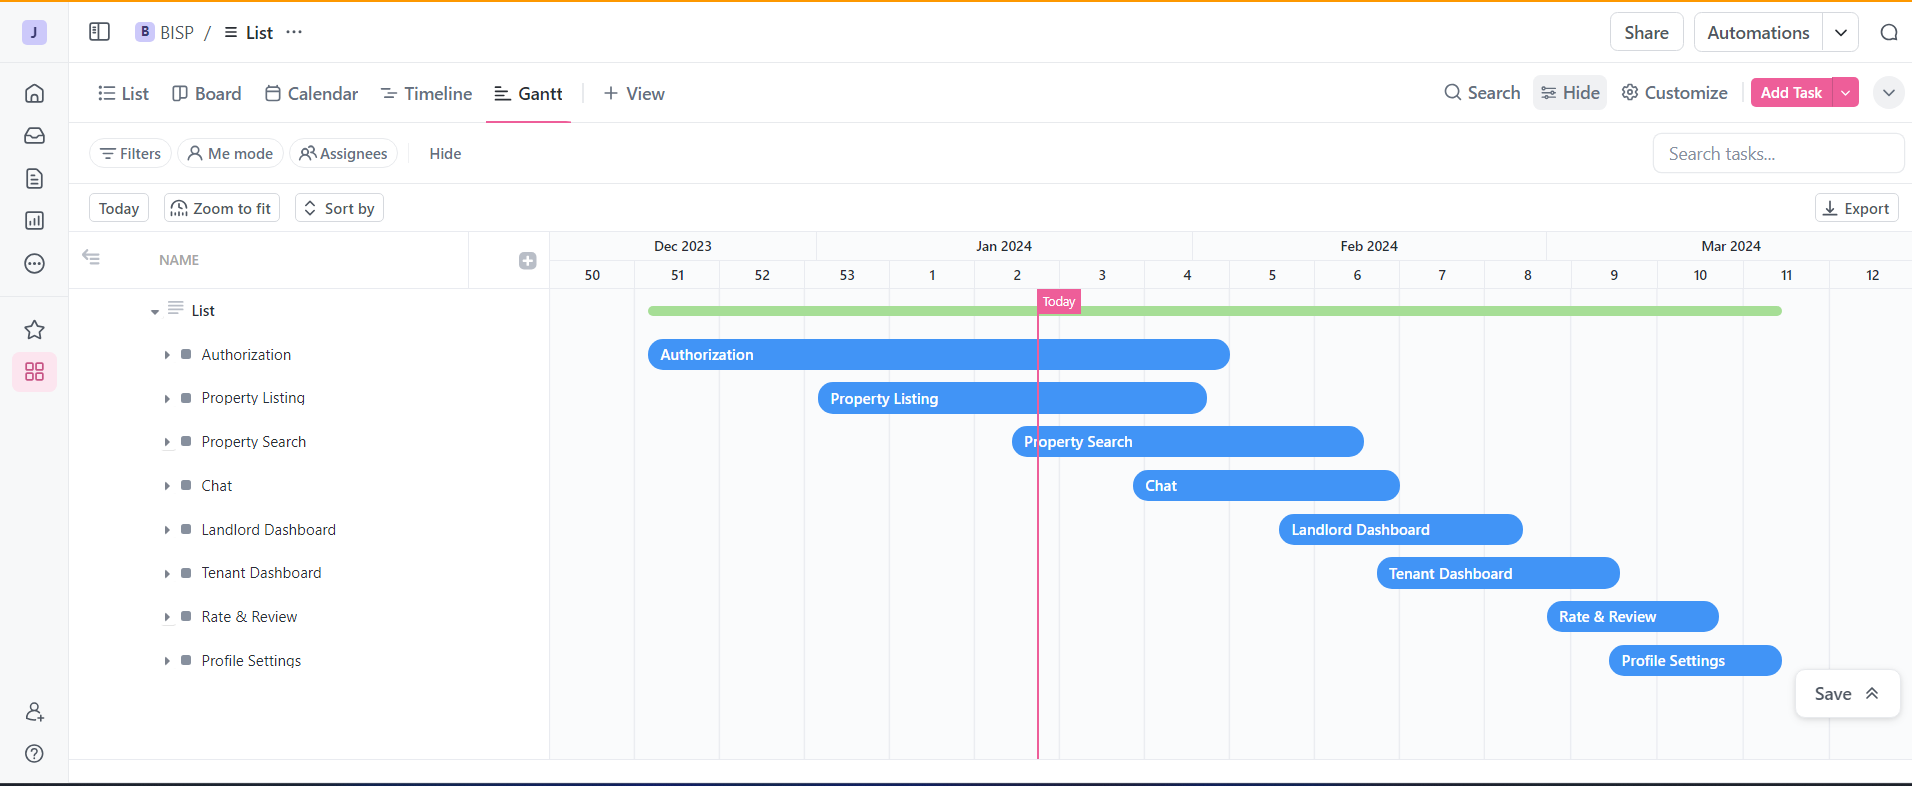 J
B BISP / List ...
Share
Automations
List
Board
Calendar
Timeline
Gantt
+ View
Search
Hide
Customize
Add Task
Filters
Me mode
Assignees
Hide
Search tasks...
Today
Zoom to fit
Sort by
Export
NAME
Dec 2023 Jan 2024 Feb 2024 Mar 2024
50 51 52 53 1 2 3 4 5 6 7 8 9 10 11 12
List
Today
Authorization
Authorization
Property Listing
Property Listing
Property Search
Property Search
Chat
Chat
Landlord Dashboard
Landlord Dashboard
Tenant Dashboard
Tenant Dashboard
Rate & Review
Rate & Review
Profile Settings
Profile Settings
Save